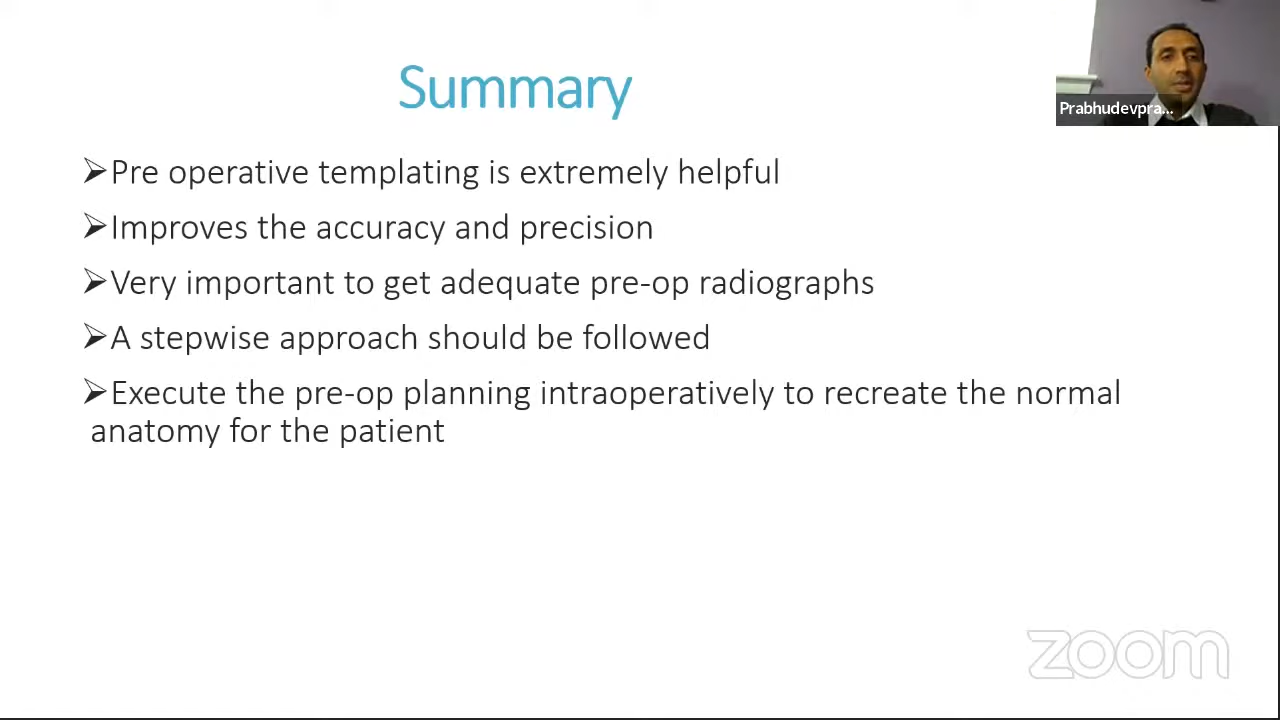 Summary
Prabhudevpra...
➢Pre operative templating is extremely helpful
➢Improves the accuracy and precision
➢Very important to get adequate pre-op radiographs
➢A stepwise approach should be followed
➢Execute the pre-op planning intraoperatively to recreate the normal
anatomy for the patient
zoom